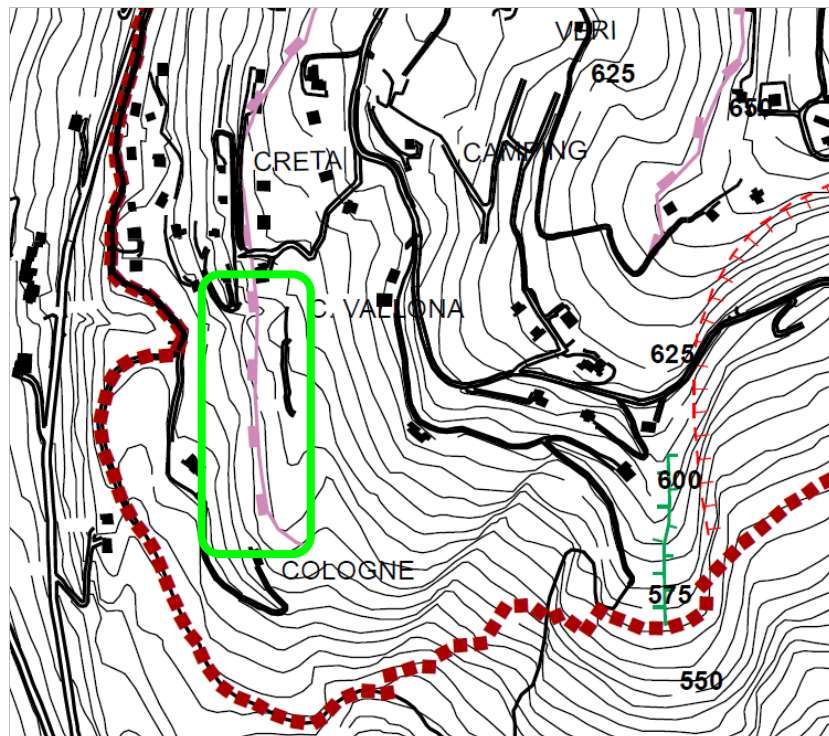 VERI
625
650
CRETA
CAMPING
C. VALLONA
625
600
COLOGNE
575
550